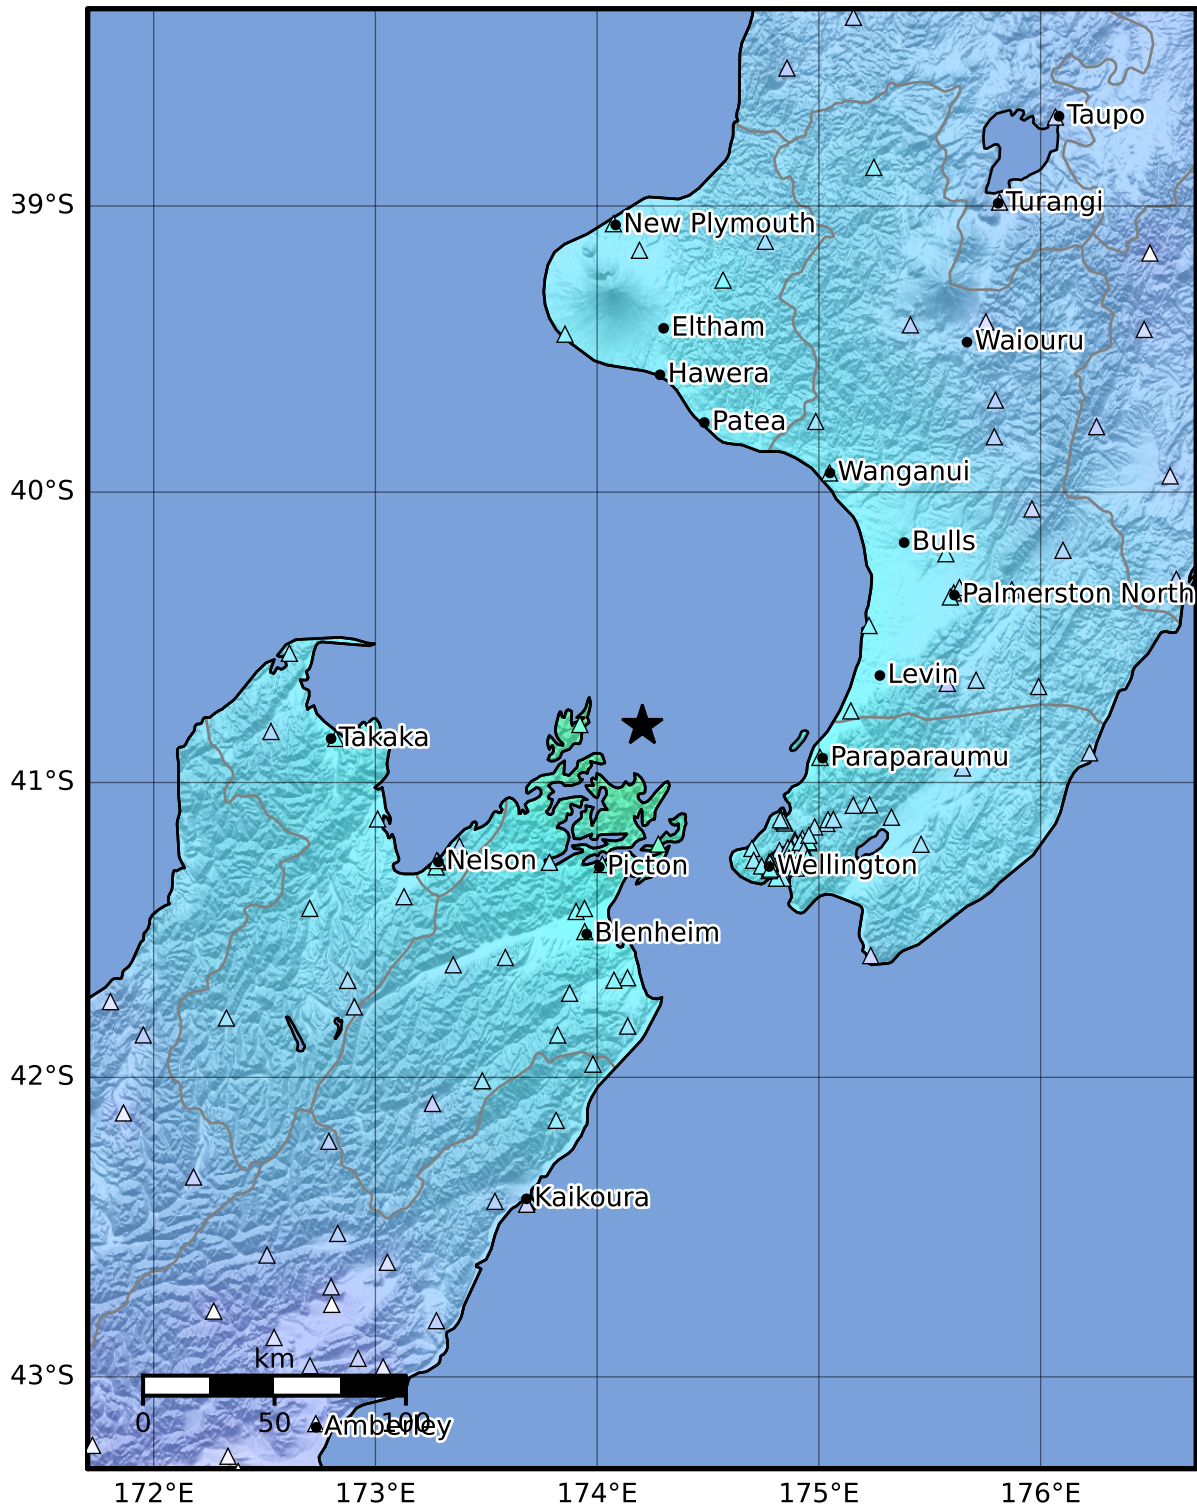 Taupo
39°S
Turangi
New Plymouth
Eltham
Waiouru
Hawera
Patea
Wanganui
40°S
Bulls
Palmerston North
Levin
Takaka
Paraparaumu
41°S
Nelson
Picton
Wellington
Blenheim
42°S
Kaikoura
km
43°S
0
50
100
Amberley
172°E
173°E
174°E
175°E
176°E